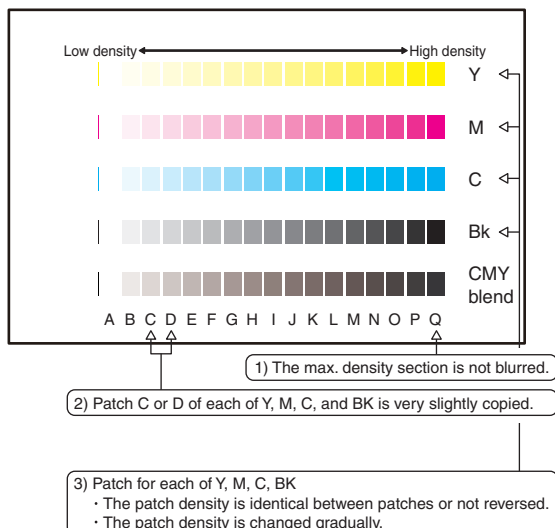 Low density High density
Y
M
C
Bk
CMY
blend
A B C D E F G H I J K L M N O P Q
1) The max. density section is not blurred.
2) Patch C or D of each of Y, M, C, and BK is very slightly copied.
3) Patch for each of Y, M, C, BK
· The patch density is identical between patches or not reversed.
· The patch density is changed gradually.